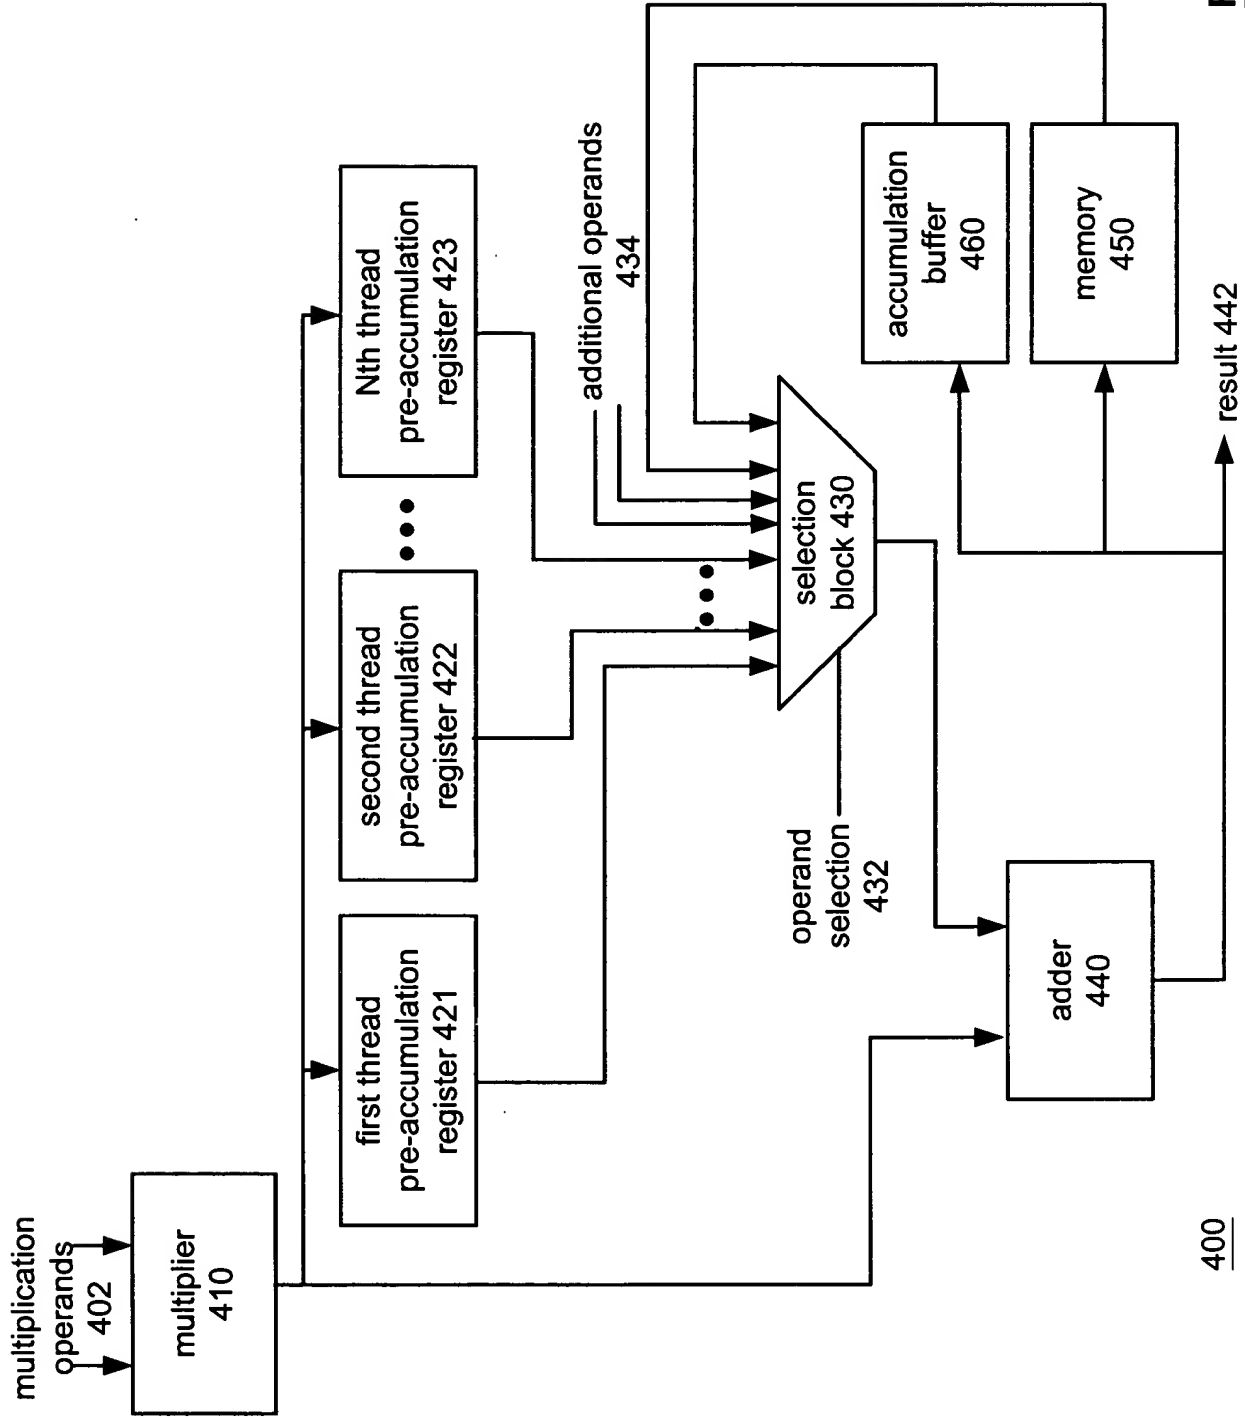 multiplication
operands
402
multiplier
410
first thread
pre-accumulation
register 421
second thread
pre-accumulation
register 422
Nth thread
pre-accumulation
register 423
additional operands
434
operand
selection
432
selection
block 430
accumulation
buffer
460
memory
450
adder
440
result 442
400